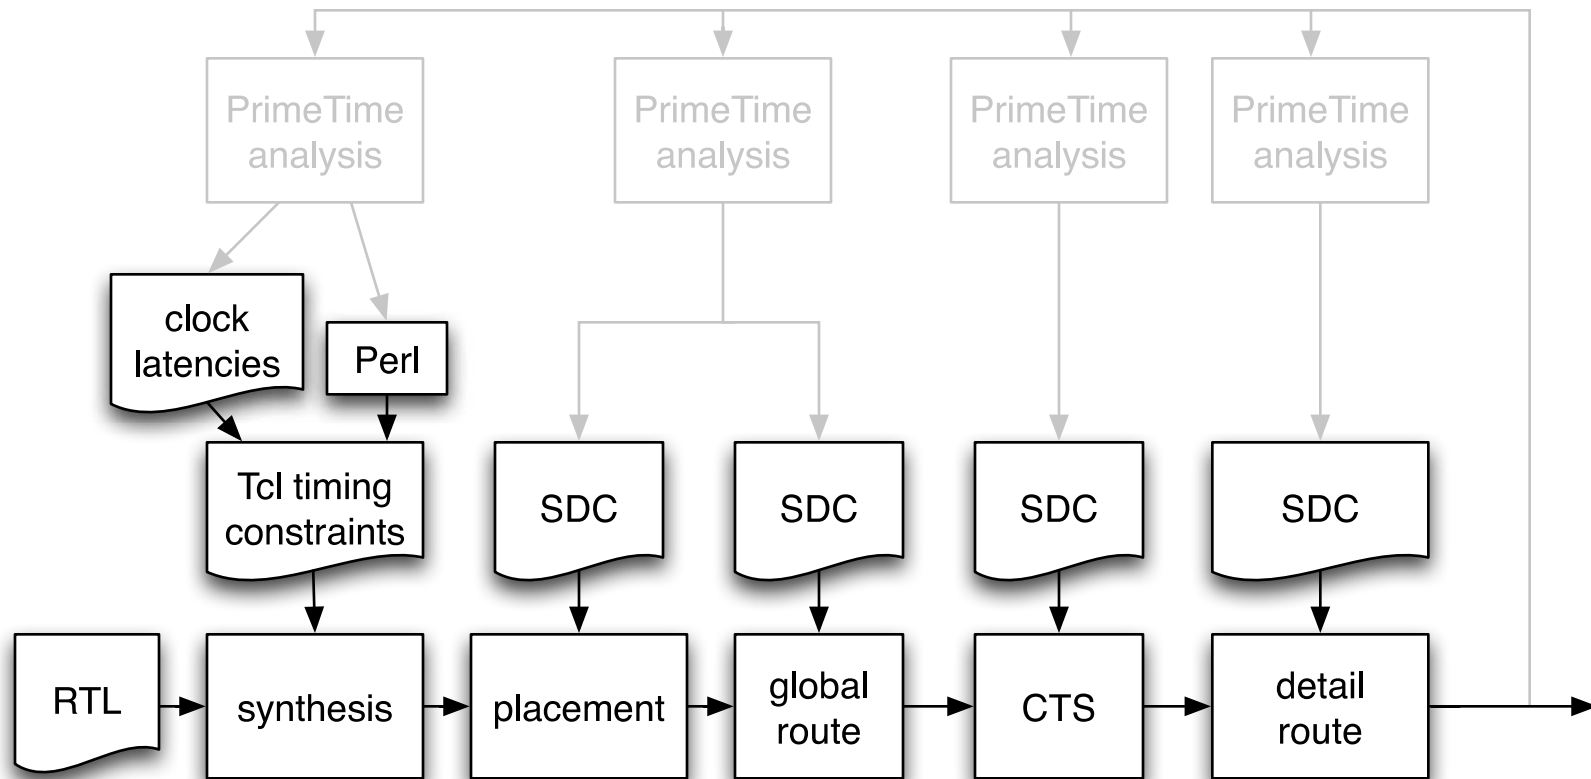 PrimeTime
analysis
PrimeTime
analysis
PrimeTime
analysis
PrimeTime
analysis
clock
latencies
Perl
Tcl timing
constraints
SDC
SDC
SDC
SDC
RTL
synthesis
placement
global
route
CTS
detail
route